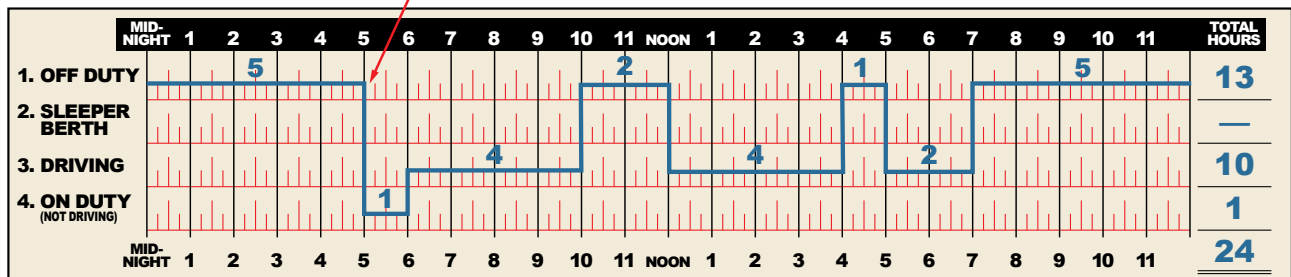 MID-NIGHT 1 2 3 4 5 6 7 8 9 10 11 NOON 1 2 3 4 5 6 7 8 9 10 11 TOTAL HOURS
1. OFF DUTY 5 2 1 5 13
2. SLEEPER BERTH —
3. DRIVING 4 4 2 10
4. ON DUTY (NOT DRIVING) 1 1
MID-NIGHT 1 2 3 4 5 6 7 8 9 10 11 NOON 1 2 3 4 5 6 7 8 9 10 11 24